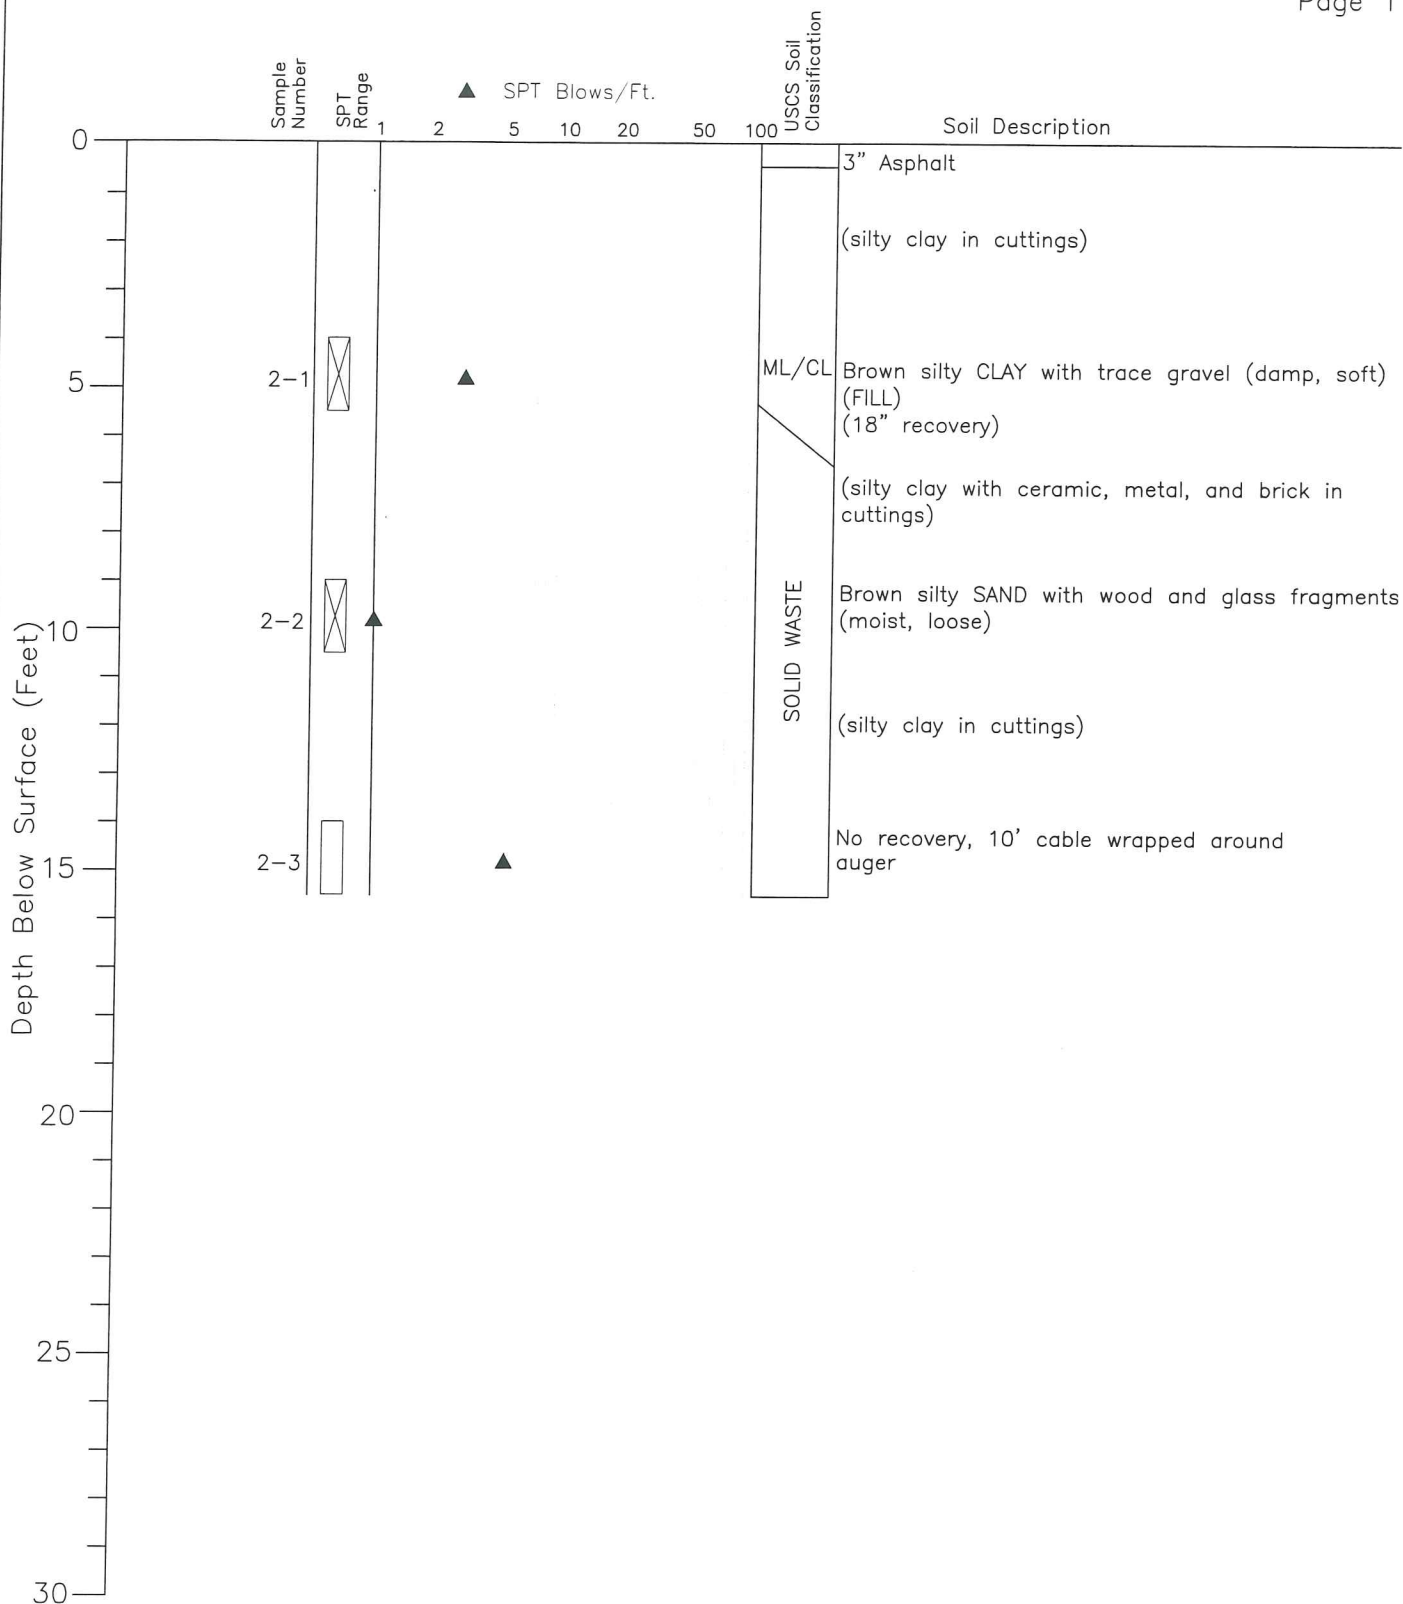 Page 1
Sample
Number
SPT
Range
▲ SPT Blows/Ft.
USCS Soil
Classification
1 2 5 10 20 50 100
Soil Description
0
3" Asphalt
(silty clay in cuttings)
2-1
5
ML/CL
Brown silty CLAY with trace gravel (damp, soft)
(FILL)
(18" recovery)
(silty clay with ceramic, metal, and brick in
cuttings)
2-2
10
SOLID WASTE
Brown silty SAND with wood and glass fragments
(moist, loose)
(silty clay in cuttings)
2-3
15
No recovery, 10' cable wrapped around
auger
Depth Below Surface (Feet)
20
25
30